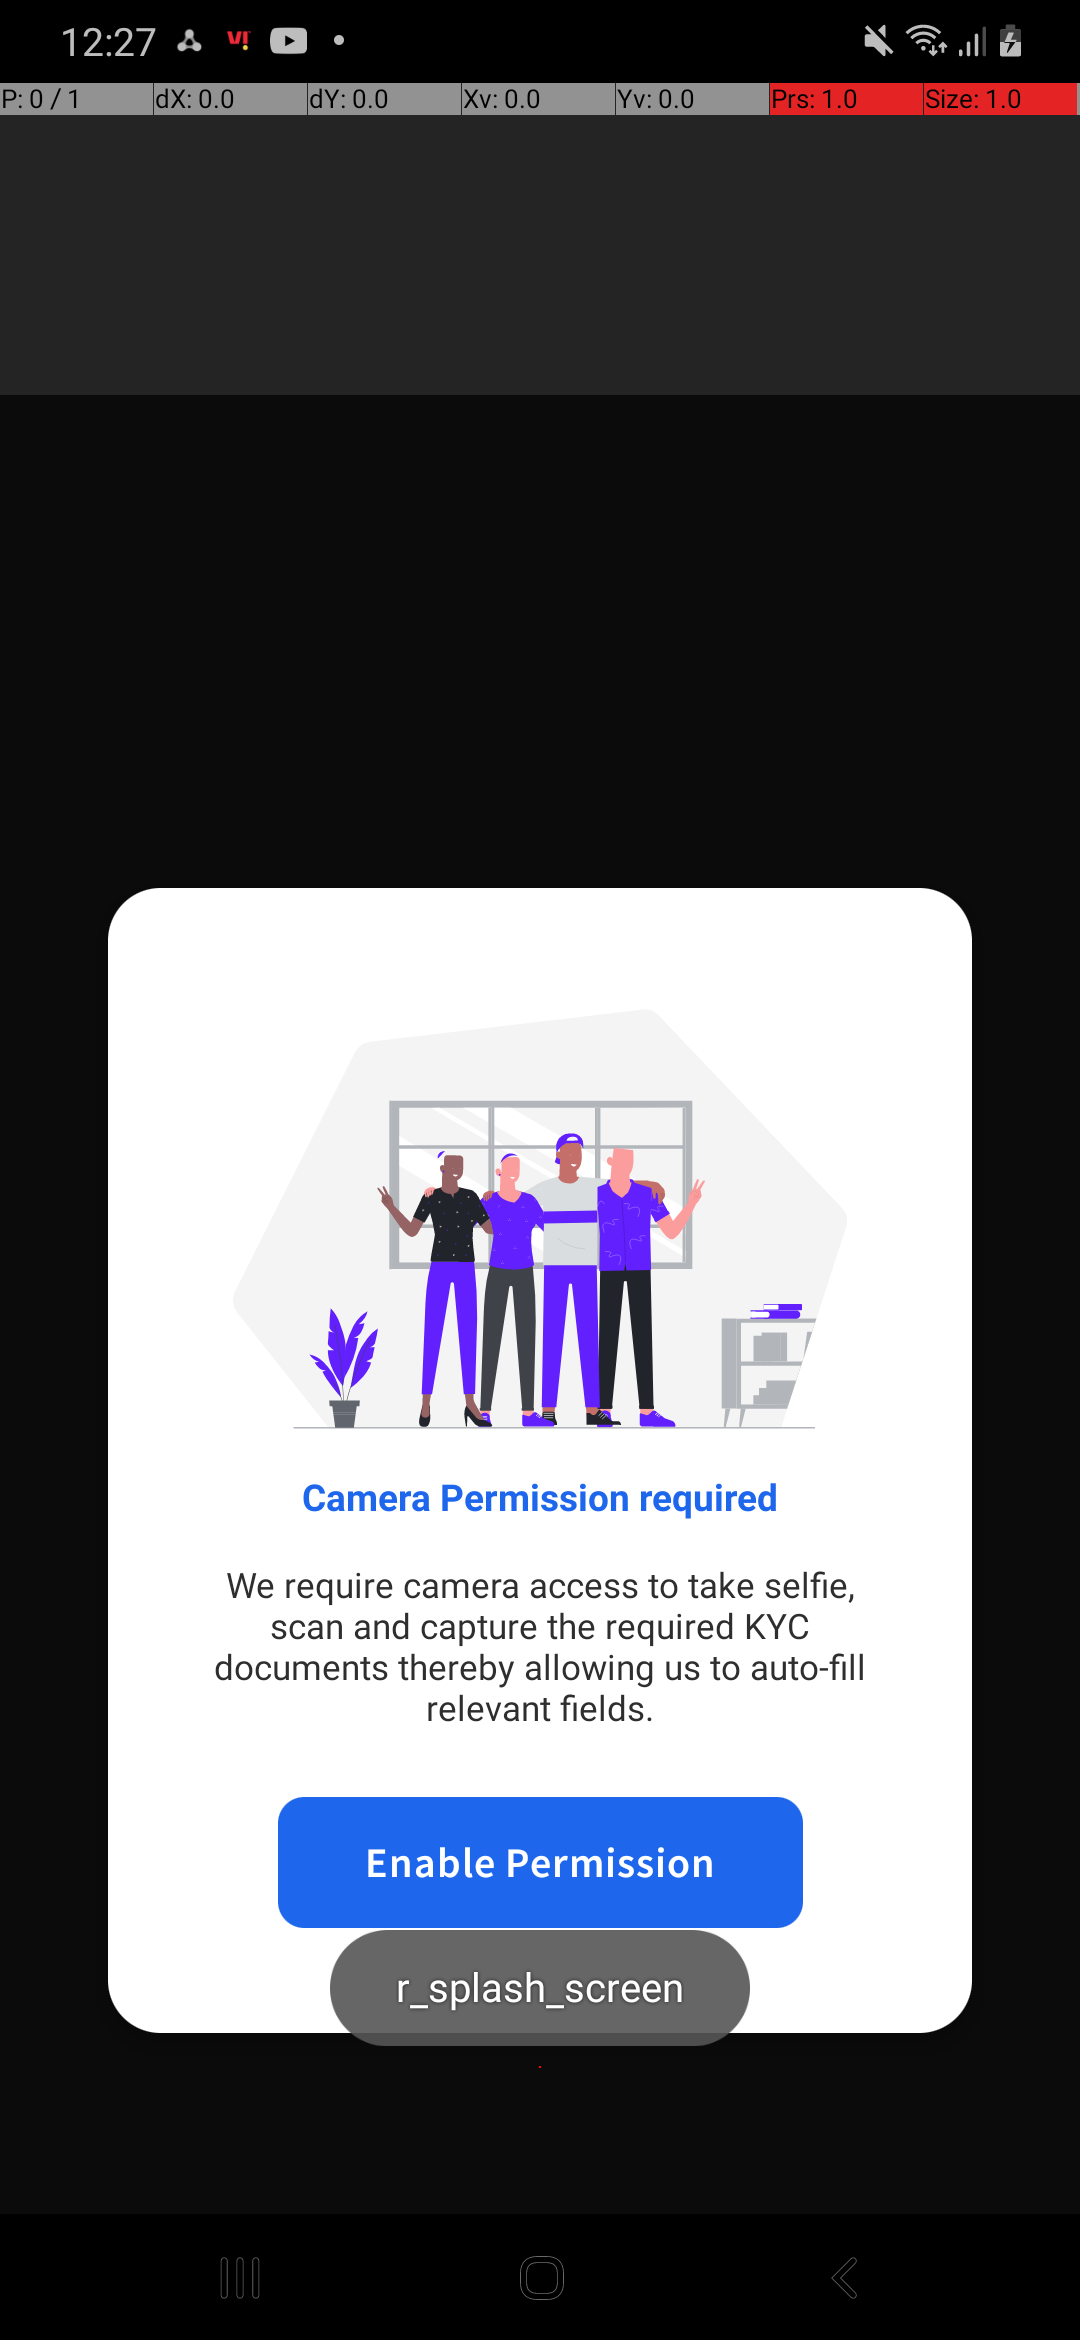 12:27
P: 0 / 1 dX: 0.0 dY: 0.0 Xv: 0.0 Yv: 0.0 Prs: 1.0 Size: 1.0
Camera Permission required
We require camera access to take selfie,
scan and capture the required KYC
documents thereby allowing us to auto-fill
relevant fields.
Enable Permission
r_splash_screen